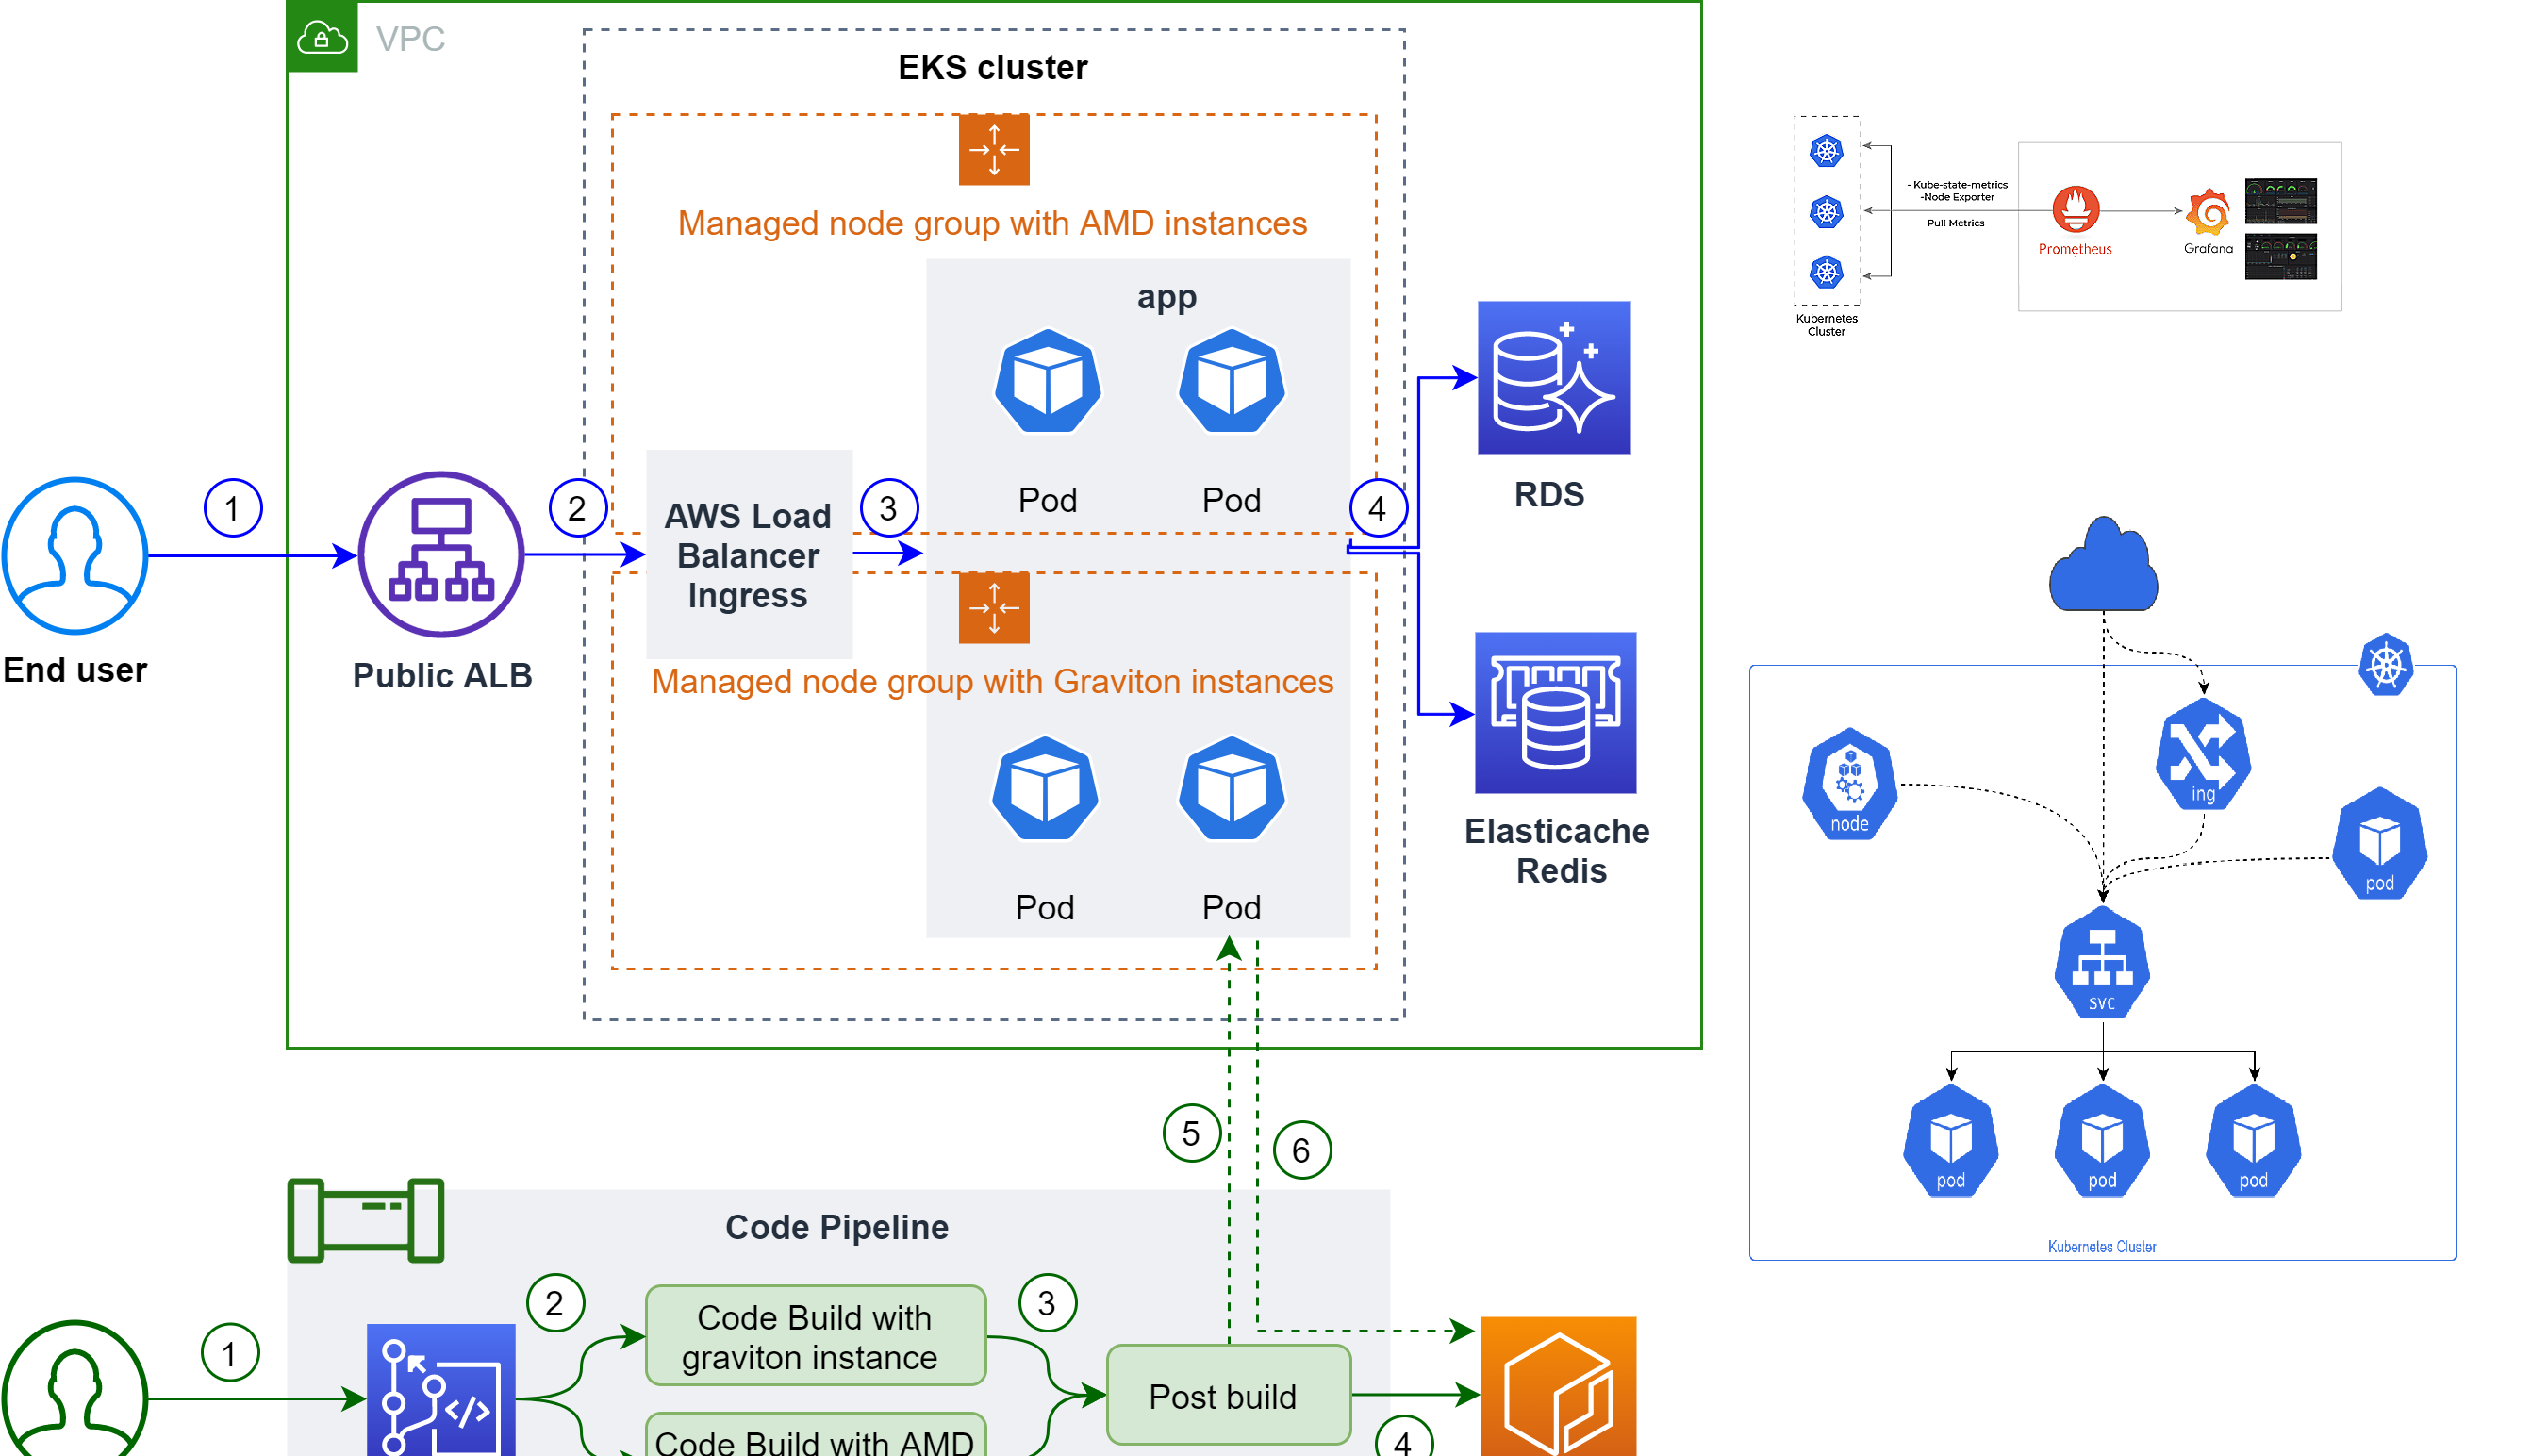 VPC
EKS cluster
Managed node group with AMD instances
app
Pod
Pod
1
2
3
4
AWS Load
Balancer
Ingress
End user
Public ALB
RDS
Managed node group with Graviton instances
Elasticache
Redis
Pod
Pod
5
6
Code Pipeline
1
2
Code Build with
graviton instance
3
Post build
4
Code Build with AMD
</>
- Kube-state-metrics
-Node Exporter
Pull Metrics
Prometheus
Grafana
Kubernetes
Cluster
node
ing
pod
svc
pod
pod
pod
Kubernetes Cluster